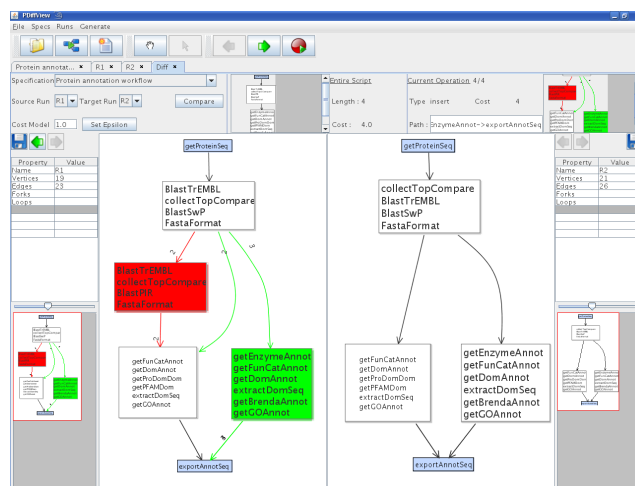 PDiffView
File Specs Runs Generate
Protein annotat... × R1 × R2 × Diff ×
Specification Protein annotation workflow
Source Run R1 Target Run R2 Compare
Cost Model 1.0 Set Epsilon
Entire Script
Length : 4
Cost : 4.0
Current Operation 4/4
Type insert Cost 4
Path : EnzymeAnnot->exportAnnotSeq
Property Value
Name R1
Vertices 19
Edges 23
Forks
Loops
getProteinSeq
BlastTrEMBL
collectTopCompare
BlastSwP
FastaFormat
2
2
3
BlastTrEMBL
collectTopCompare
BlastPIR
FastaFormat
2
getFunCatAnnot
getDomAnnot
getProDomDom
getPFAMDom
extractDomSeq
getGOAnnot
getEnzymeAnnot
getFunCatAnnot
getDomAnnot
extractDomSeq
getBrendaAnnot
getGOAnnot
4
exportAnnotSeq
getProteinSeq
collectTopCompare
BlastTrEMBL
BlastSwP
FastaFormat
getFunCatAnnot
getDomAnnot
getProDomDom
getPFAMDom
extractDomSeq
getGOAnnot
getEnzymeAnnot
getFunCatAnnot
getDomAnnot
extractDomSeq
getBrendaAnnot
getGOAnnot
exportAnnotSeq
Property Value
Name R2
Vertices 21
Edges 26
Forks
Loops